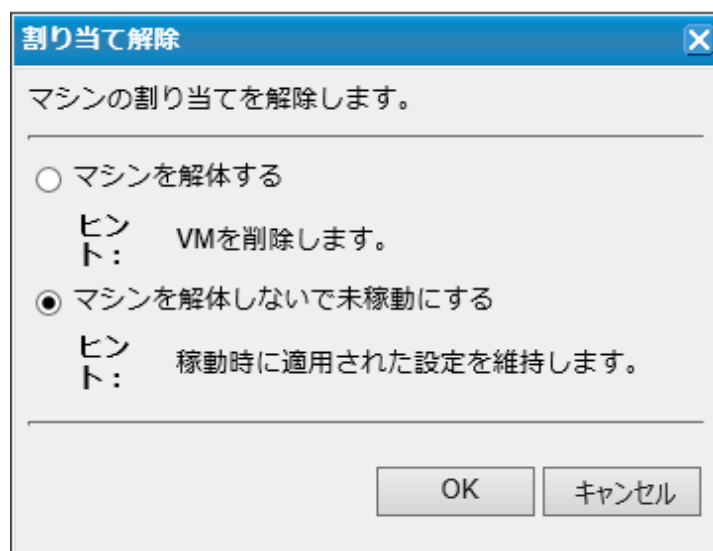 割り当て解除
マシンの割り当てを解除します。
マシンを解体する
ヒン
ト： VMを削除します。
マシンを解体しないで未稼動にする
ヒン
ト： 稼動時に適用された設定を維持します。
OK キャンセル